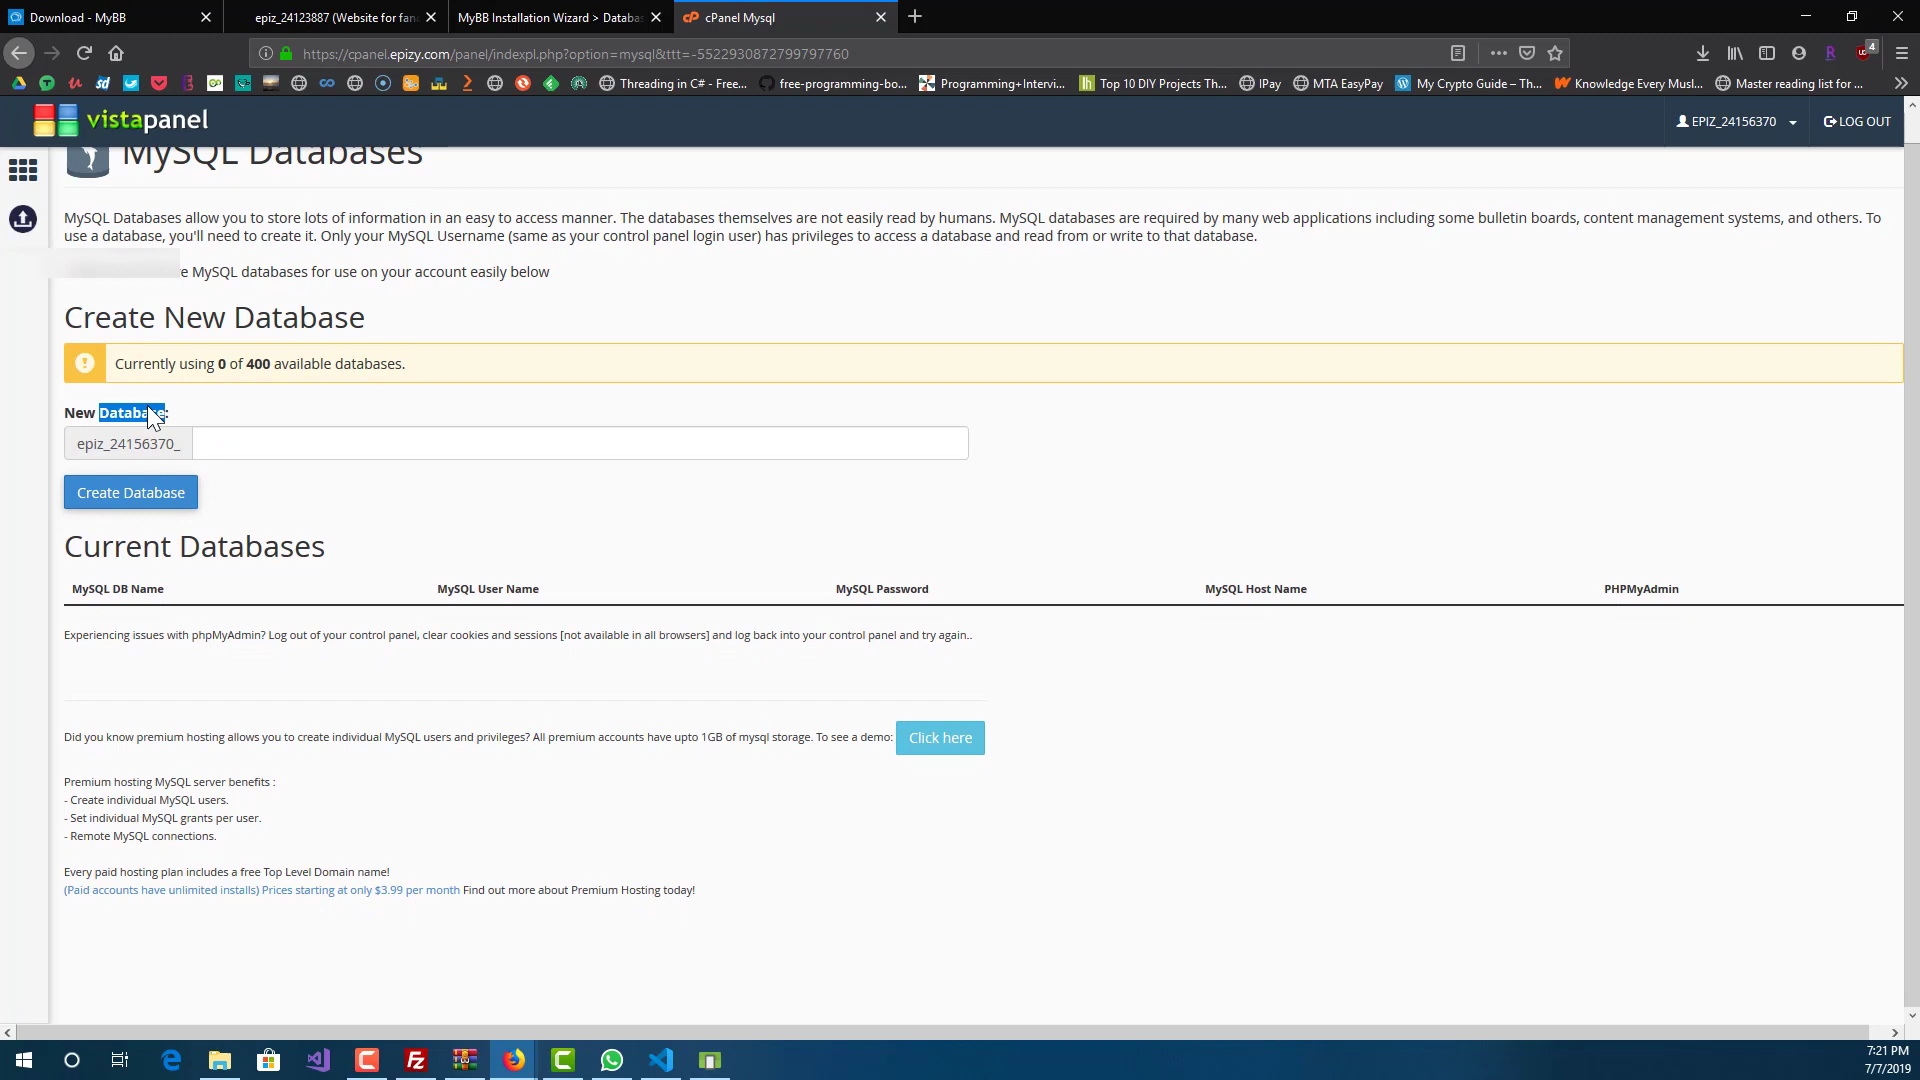 Download - MyBB
epiz_24123887 (Website for fanc
MyBB Installation Wizard > Databas
cPanel Mysql
https://cpanel.epizy.com/panel/indexpl.php?option=mysql&ttt=-5522930872799797760
4
Threading in C# - Free...
free-programming-bo...
Programming+Intervi...
Top 10 DIY Projects Th...
IPay
MTA EasyPay
My Crypto Guide – Th...
Knowledge Every Musl...
Master reading list for ...
vistapanel
EPIZ_24156370
LOG OUT
MySQL Databases
MySQL Databases allow you to store lots of information in an easy to access manner. The databases themselves are not easily read by humans. MySQL databases are required by many web applications including some bulletin boards, content management systems, and others. To
use a database, you'll need to create it. Only your MySQL Username (same as your control panel login user) has privileges to access a database and read from or write to that database.
e MySQL databases for use on your account easily below
Create New Database
Currently using 0 of 400 available databases.
New Database:
epiz_24156370_
Create Database
Current Databases
MySQL DB Name
MySQL User Name
MySQL Password
MySQL Host Name
PHPMyAdmin
Experiencing issues with phpMyAdmin? Log out of your control panel, clear cookies and sessions [not available in all browsers] and log back into your control panel and try again..
Did you know premium hosting allows you to create individual MySQL users and privileges? All premium accounts have upto 1GB of mysql storage. To see a demo:
Click here
Premium hosting MySQL server benefits :
- Create individual MySQL users.
- Set individual MySQL grants per user.
- Remote MySQL connections.
Every paid hosting plan includes a free Top Level Domain name!
(Paid accounts have unlimited installs) Prices starting at only $3.99 per month Find out more about Premium Hosting today!
7:21 PM
7/7/2019